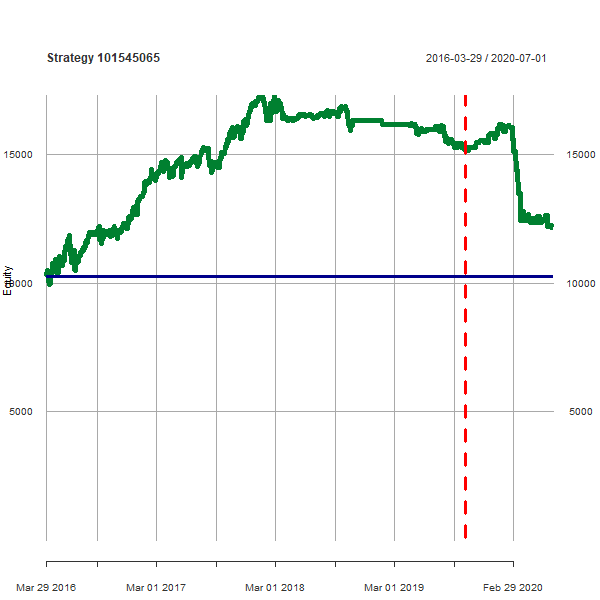 Strategy 101545065
2016-03-29 / 2020-07-01
15000
15000
Equity
10000
10000
5000
5000
Mar 29 2016
Mar 01 2017
Mar 01 2018
Mar 01 2019
Feb 29 2020